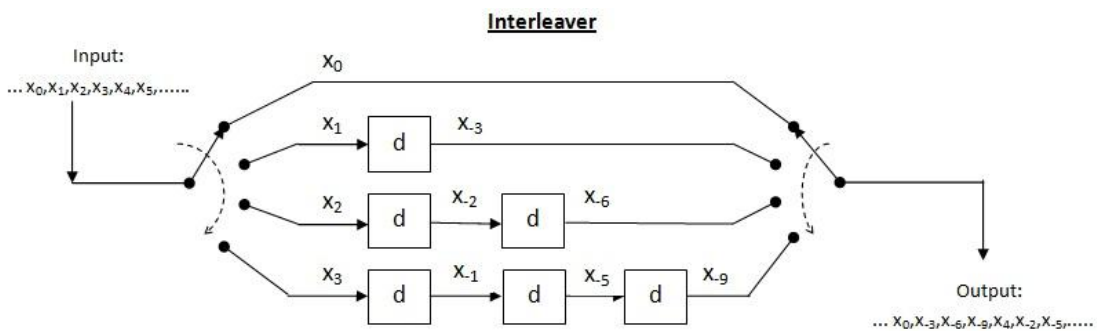 Interleaver
Input:
... x₀,x₁,x₂,x₃,x₄,x₅,......
x₀
x₁ d x₋₃
x₂ d x₋₂ d x₋₆
x₃ d x₋₁ d x₋₅ d x₋₉
Output:
... x₀,x₋₃,x₋₆,x₋₉,x₄,x₋₂,x₋₅,.....